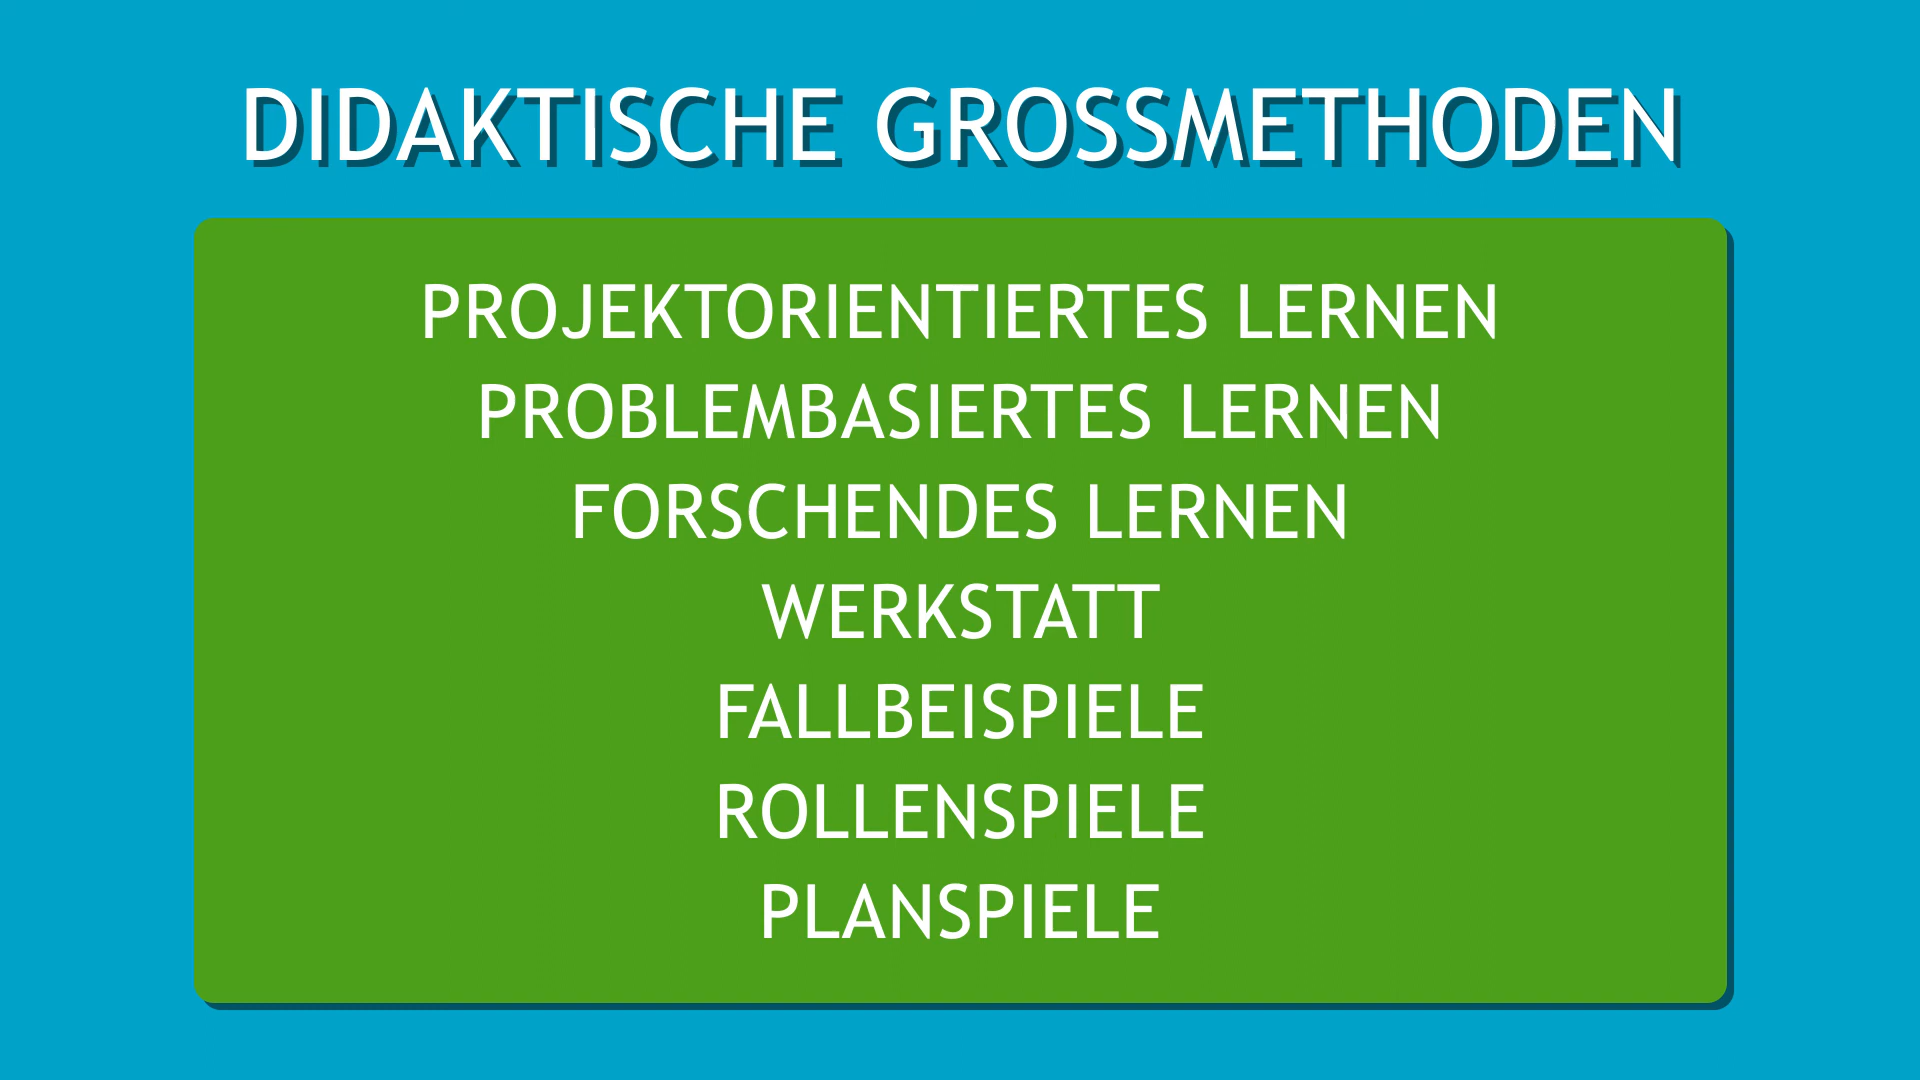 DIDAKTISCHE GROSSMETHODEN
PROJEKTORIENTIERTES LERNEN
PROBLEMBASIERTES LERNEN
FORSCHENDES LERNEN
WERKSTATT
FALLBEISPIELE
ROLLENSPIELE
PLANSPIELE